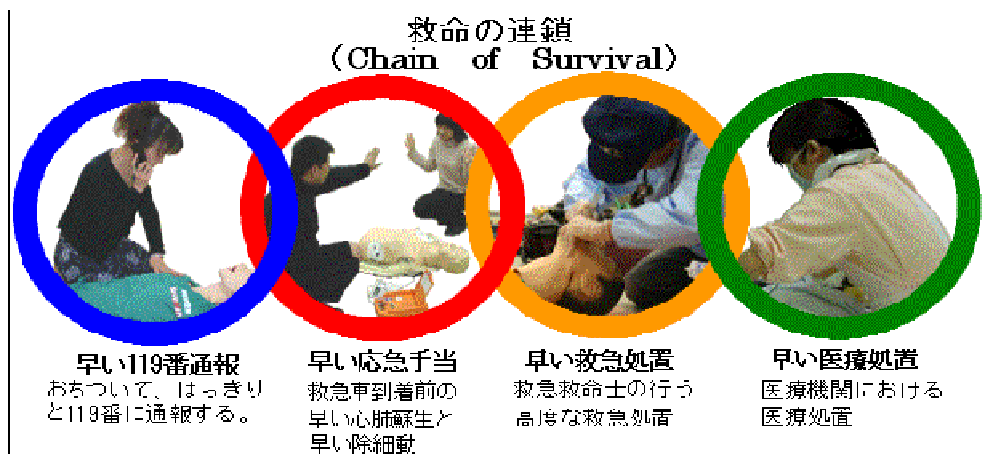 救命の連鎖
（Chain of Survival）
早い119番通報
おちついて、はっきり
と119番に通報する。
早い応急手当
救急車到着前の
早い心肺蘇生と
早い除細動
早い救急処置
救急救命士の行う
高度な救急処置
早い医療処置
医療機関における
医療処置